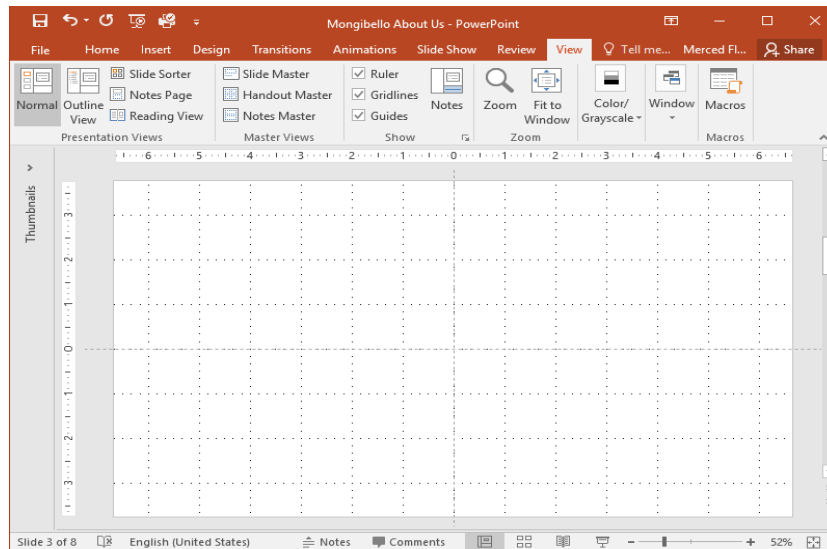 Mongibello About Us - PowerPoint
File Home Insert Design Transitions Animations Slide Show Review View Tell me... Merced Fl... Share
Normal Outline View Slide Sorter Notes Page Reading View
Presentation Views
Slide Master Handout Master Notes Master
Master Views
Ruler Gridlines Guides Notes
Show
Zoom Fit to Window
Zoom
Color/ Grayscale Window Macros
Macros
6 5 4 3 2 1 0 1 2 3 4 5 6
Thumbnails
3 2 1 0 1 2 3
Slide 3 of 8 English (United States) Notes Comments 52%